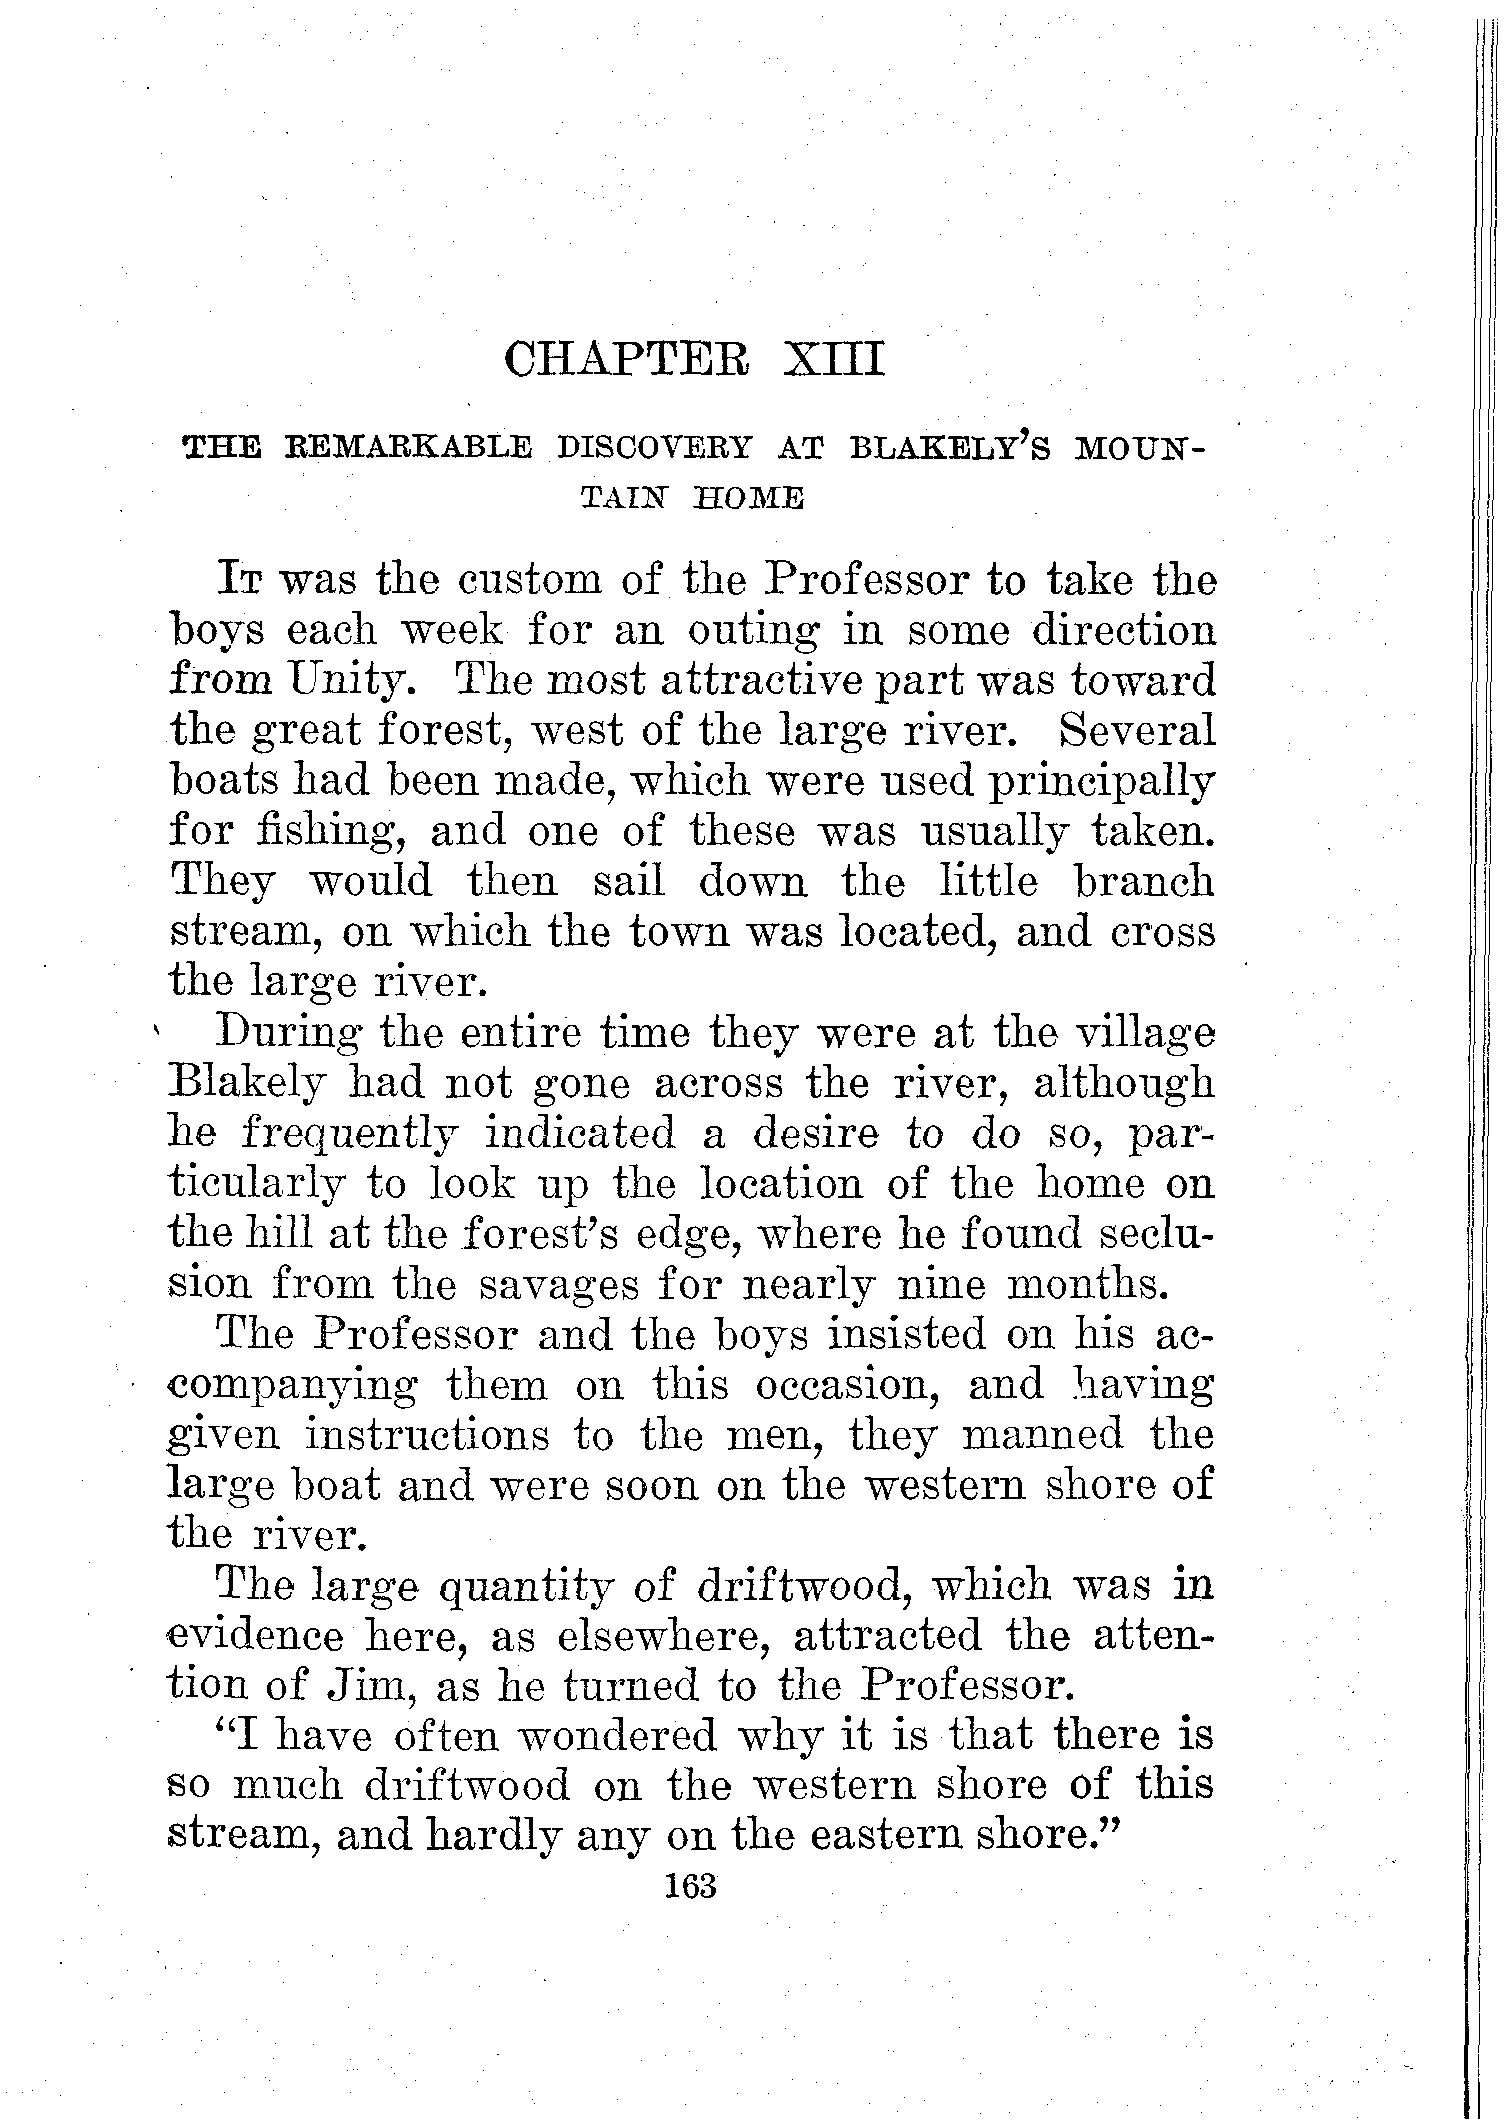 CHAPTER XIII
THE REMARKABLE DISCOVERY AT BLAKELY'S MOUN-
TAIN HOME
IT was the custom of the Professor to take the
boys each week for an outing in some direction
from Unity. The most attractive part was toward
the great forest, west of the large river. Several
boats had been made, which were used principally
for fishing, and one of these was usually taken.
They would then sail down the little branch
stream, on which the town was located, and cross
the large river.
During the entire time they were at the village
Blakely had not gone across the river, although
he frequently indicated a desire to do so, par-
ticularly to look up the location of the home on
the hill at the forest's edge, where he found seclu-
sion from the savages for nearly nine months.
The Professor and the boys insisted on his ac-
companying them on this occasion, and having
given instructions to the men, they manned the
large boat and were soon on the western shore of
the river.
The large quantity of driftwood, which was in
evidence here, as elsewhere, attracted the atten-
tion of Jim, as he turned to the Professor.
"I have often wondered why it is that there is
so much driftwood on the western shore of this
stream, and hardly any on the eastern shore."
163